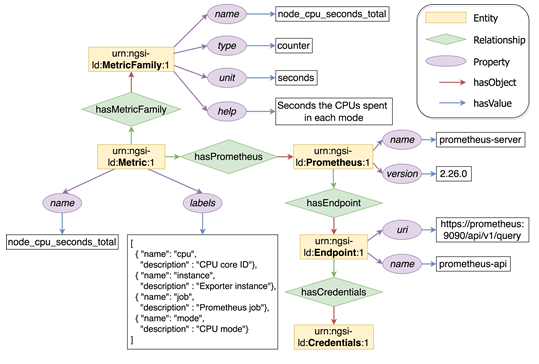 name
node_cpu_seconds_total
urn:ngsi-
ld:MetricFamily:1
type
counter
unit
seconds
help
Seconds the CPUs spent
in each mode
Entity
Relationship
Property
hasObject
hasValue
hasMetricFamily
urn:ngsi-
ld:Metric:1
hasPrometheus
urn:ngsi-
ld:Prometheus:1
name
prometheus-server
version
2.26.0
name
labels
hasEndpoint
node_cpu_seconds_total
[
{ "name": "cpu",
"description" : "CPU core ID"},
{ "name": "instance",
"description" : "Exporter instance"},
{ "name": "job",
"description" : "Prometheus job"},
{ "name": "mode",
"description" : "CPU mode"}
]
urn:ngsi-
ld:Endpoint:1
uri
https://prometheus:
9090/api/v1/query
name
prometheus-api
hasCredentials
urn:ngsi-
ld:Credentials:1